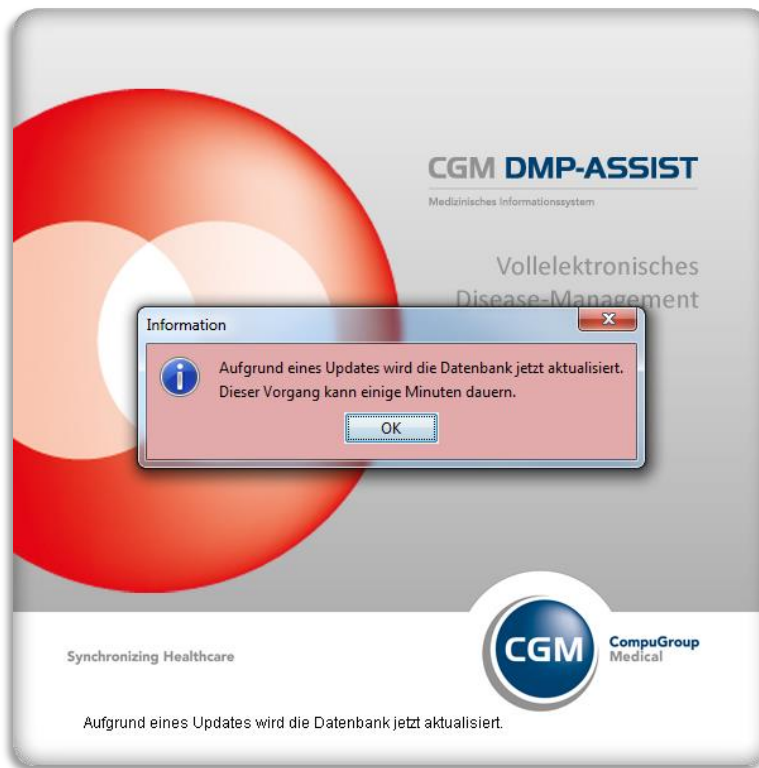 CGM DMP-ASSIST
Medizinisches Informationssystem
Vollelektronisches
Disease-Management
Information
Aufgrund eines Updates wird die Datenbank jetzt aktualisiert.
Dieser Vorgang kann einige Minuten dauern.
OK
CGM
CompuGroup
Medical
Synchronizing Healthcare
Aufgrund eines Updates wird die Datenbank jetzt aktualisiert.